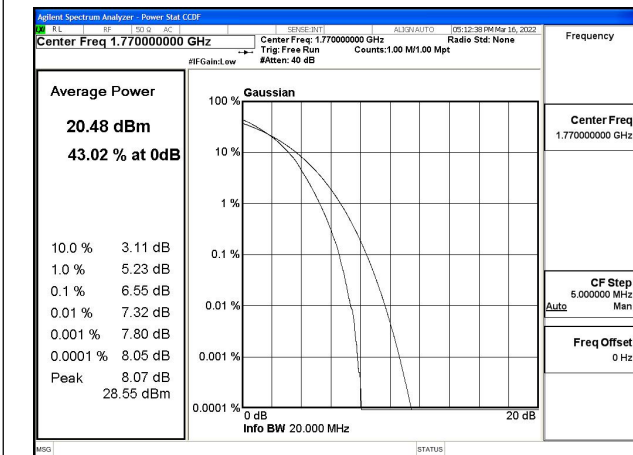 Agilent Spectrum Analyzer - Power Stat CCDF
RL RF 50 Ω AC SENSE:INT ALIGN AUTO 05:12:38 PM Mar 16, 2022
Center Freq 1.770000000 GHz
Center Freq: 1.770000000 GHz Radio Std: None
Trig: Free Run Counts:1.00 M/1.00 Mpt
#IFGain:Low #Atten: 40 dB
Frequency
Average Power
20.48 dBm
43.02 % at 0dB
10.0 % 3.11 dB
1.0 % 5.23 dB
0.1 % 6.55 dB
0.01 % 7.32 dB
0.001 % 7.80 dB
0.0001 % 8.05 dB
Peak 8.07 dB
28.55 dBm
Gaussian
100 %
10 %
1 %
0.1 %
0.01 %
0.001 %
0.0001 %
0 dB 20 dB
Info BW 20.000 MHz
Center Freq
1.770000000 GHz
CF Step
5.000000 MHz
Auto Man
Freq Offset
0 Hz
MSG STATUS